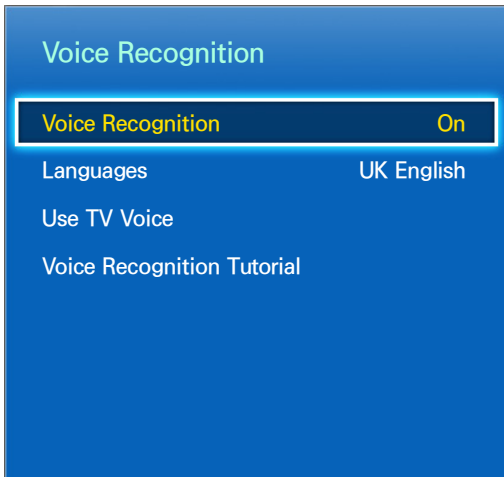 Voice Recognition
Voice Recognition On
Languages UK English
Use TV Voice
Voice Recognition Tutorial